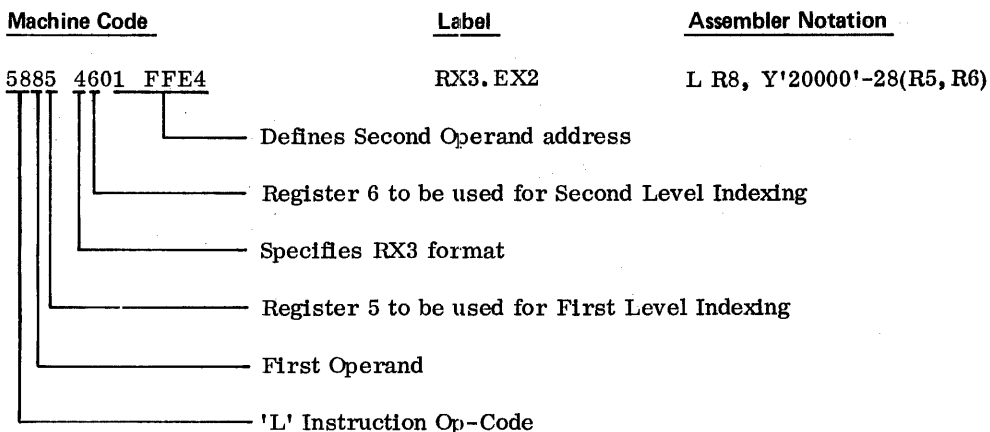 Machine Code Label Assembler Notation
5885 4601 FFE4 RX3.EX2 L R8, Y'20000'-28(R5, R6)
Defines Second Operand address
Register 6 to be used for Second Level Indexing
Specifies RX3 format
Register 5 to be used for First Level Indexing
First Operand
'L' Instruction Op-Code